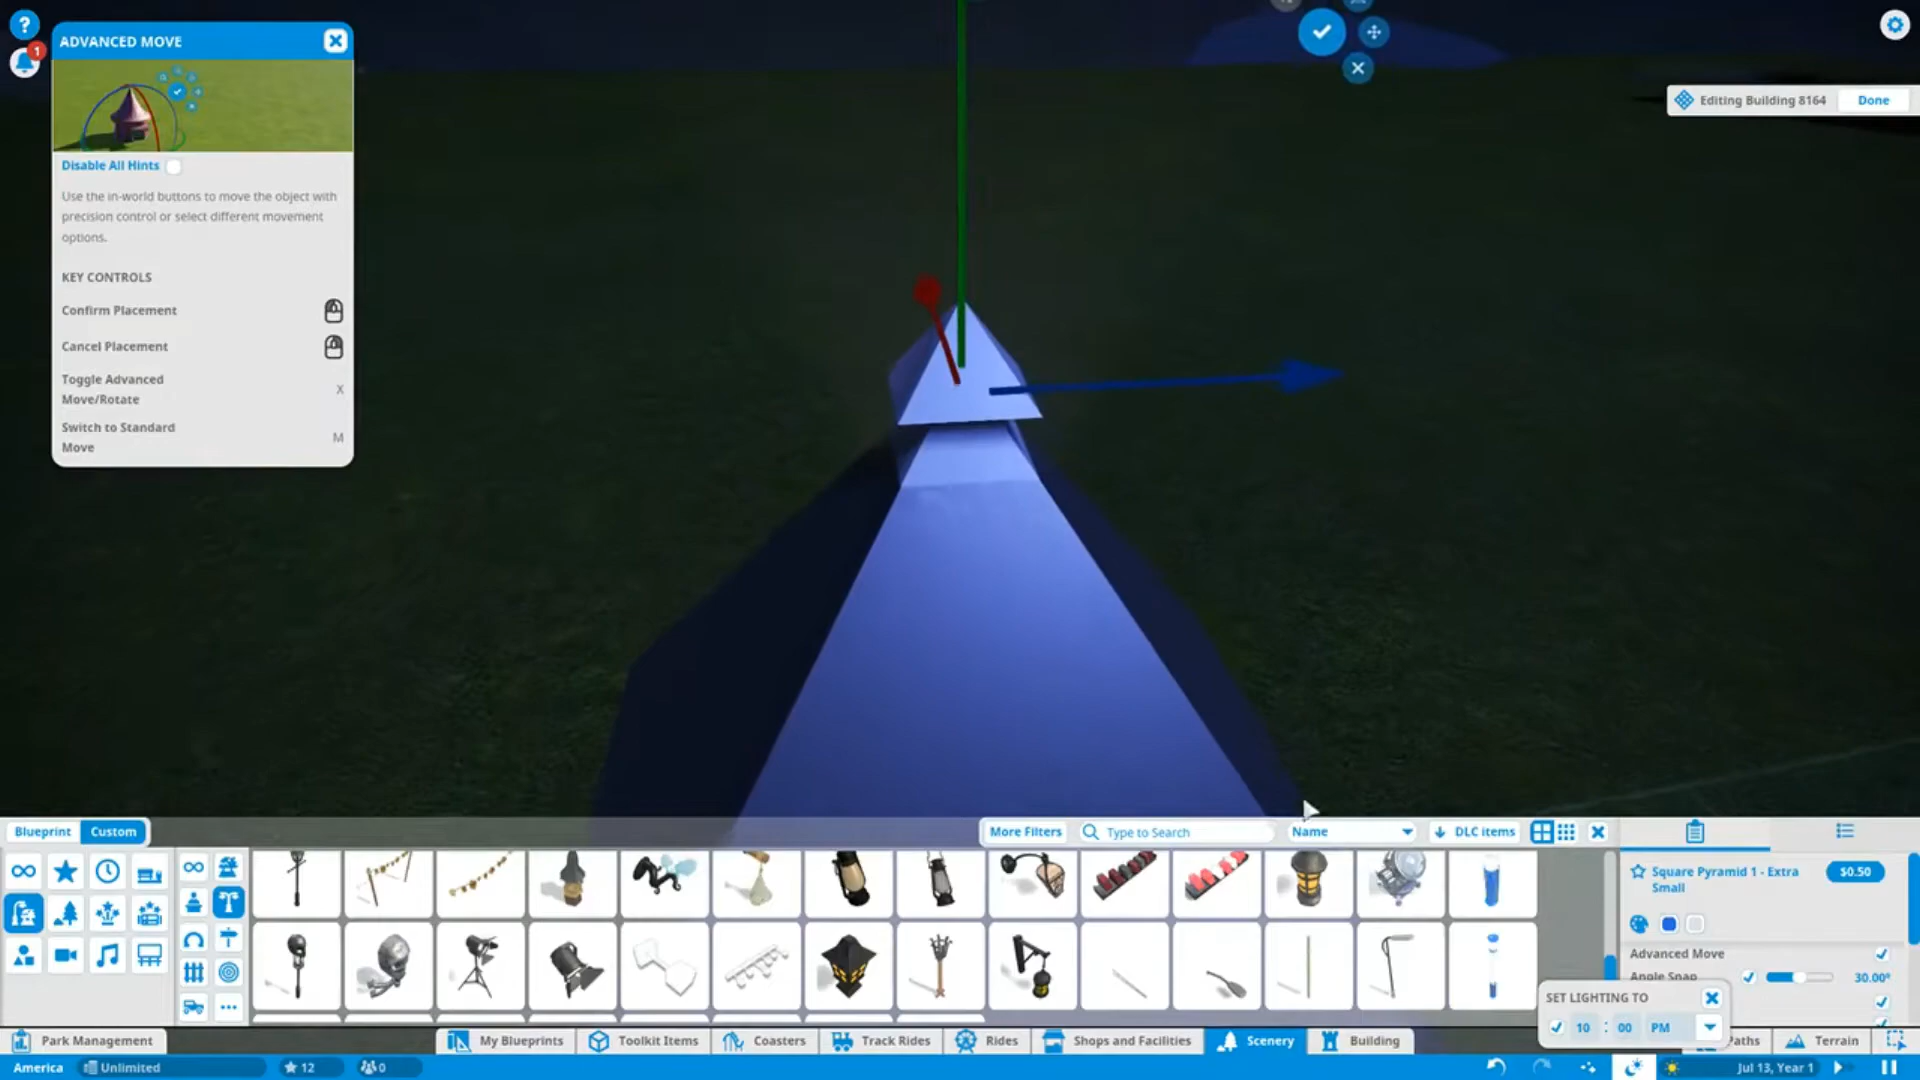 ?
1
ADVANCED MOVE
Disable All Hints
Use the in-world buttons to move the object with
precision control or select different movement
options.
KEY CONTROLS
Confirm Placement
Cancel Placement
Toggle Advanced
Move/Rotate
X
Switch to Standard
Move
M
Editing Building 8164
Done
Blueprint
Custom
More Filters
Type to Search
Name
DLC items
Square Pyramid 1 - Extra
Small
$0.50
Advanced Move
Angle Snap
30.00°
SET LIGHTING TO
10 : 00 PM
Park Management
My Blueprints
Toolkit Items
Coasters
Track Rides
Rides
Shops and Facilities
Scenery
Building
Paths
Terrain
America
Unlimited
12
0
Jul 13, Year 1